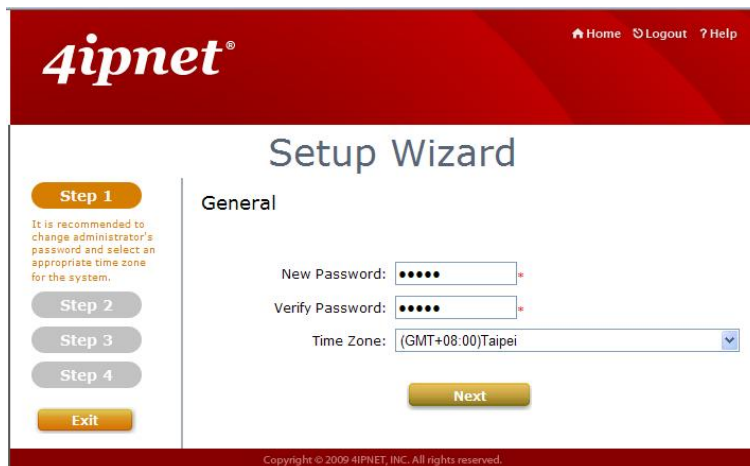 4ipnet®
Home Logout ? Help
Setup Wizard
Step 1
It is recommended to
change administrator's
password and select an
appropriate time zone
for the system.
Step 2
Step 3
Step 4
Exit
General
New Password: ●●●●● *
Verify Password: ●●●●● *
Time Zone: (GMT+08:00)Taipei
Next
Copyright © 2009 4IPNET, INC. All rights reserved.